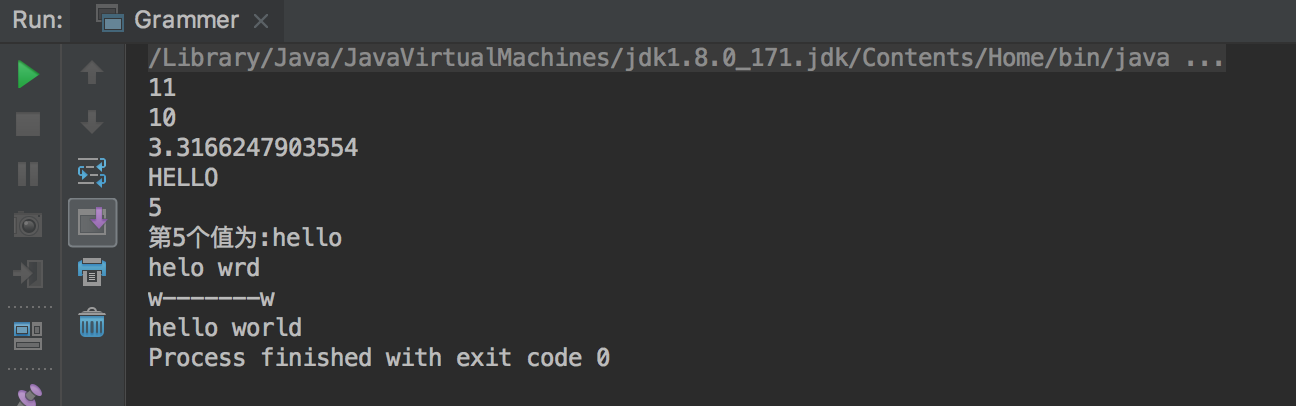 Run: Grammer
/Library/Java/JavaVirtualMachines/jdk1.8.0_171.jdk/Contents/Home/bin/java ...
11
10
3.3166247903554
HELLO
5
第5个值为:hello
helo wrd
w-------w
hello world
Process finished with exit code 0